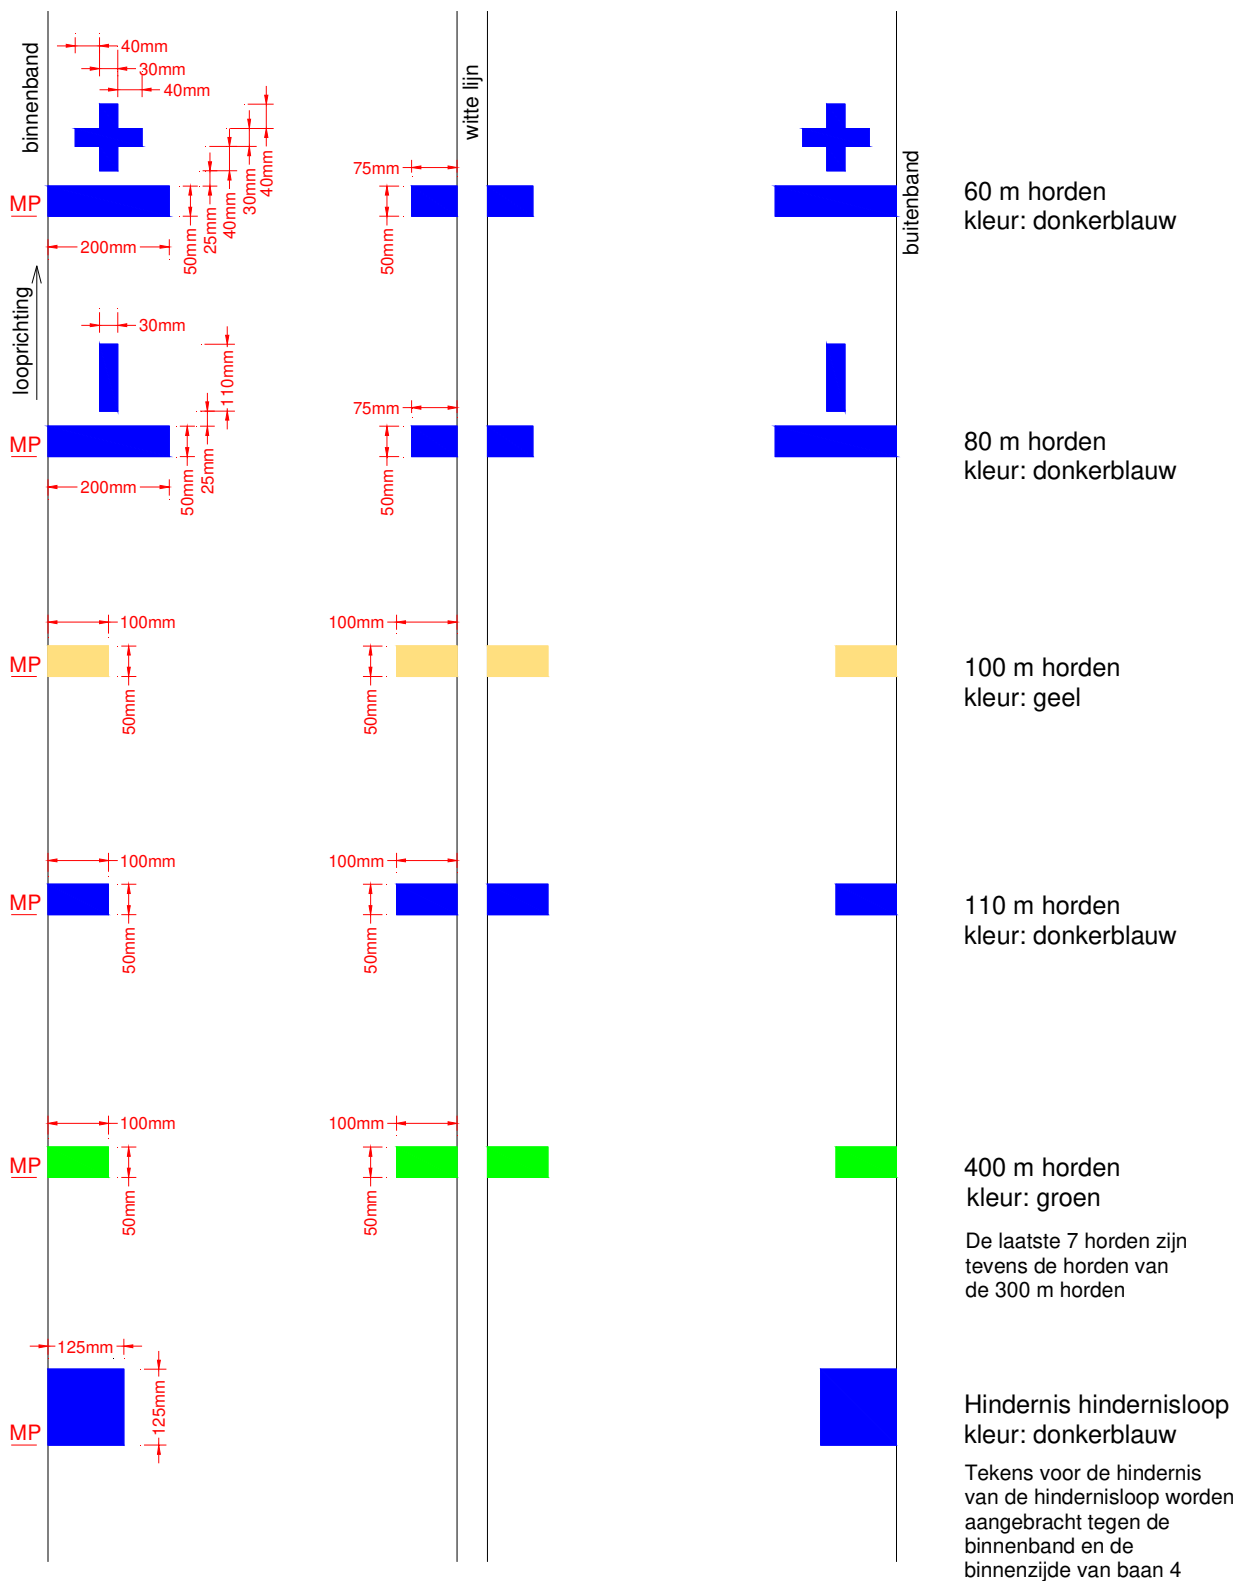 binnenband
40mm
30mm
40mm
40mm
30mm
40mm
25mm
50mm
200mm
MP
witte lijn
75mm
50mm
buitenband
60 m horden
kleur: donkerblauw
looprichting
30mm
110mm
25mm
50mm
200mm
MP
75mm
50mm
80 m horden
kleur: donkerblauw
100mm
50mm
MP
100mm
50mm
100 m horden
kleur: geel
100mm
50mm
MP
100mm
50mm
110 m horden
kleur: donkerblauw
100mm
50mm
MP
100mm
50mm
400 m horden
kleur: groen
De laatste 7 horden zijn
tevens de horden van
de 300 m horden
125mm
125mm
MP
Hindernis hindernisloop
kleur: donkerblauw
Tekens voor de hindernis
van de hindernisloop worden
aangebracht tegen de
binnenband en de
binnenzijde van baan 4